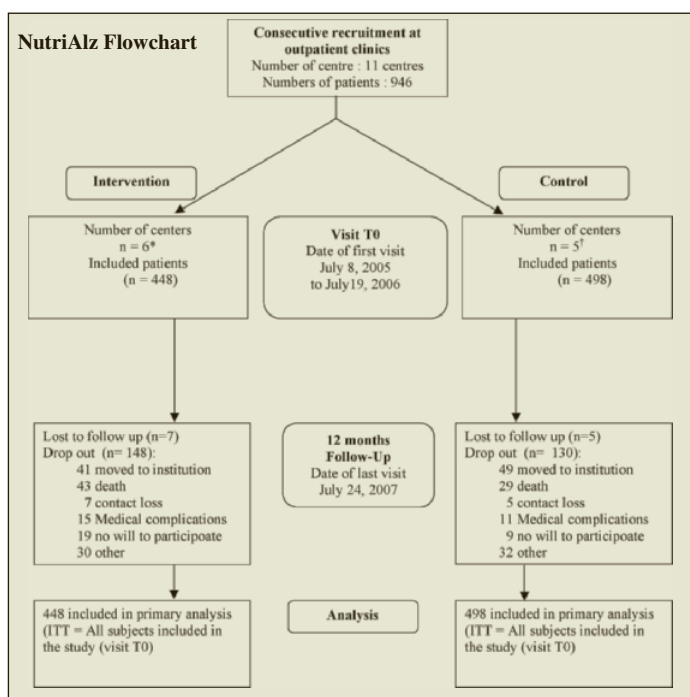 NutriAlz Flowchart
Consecutive recruitment at
outpatient clinics
Number of centre : 11 centres
Numbers of patients : 946
Intervention
Control
Number of centers
n = 6*
Included patients
(n = 448)
Visit T0
Date of first visit
July 8, 2005
to July19, 2006
Number of centers
n = 5†
Included patients
(n = 498)
Lost to follow up (n=7)
Drop out (n= 148):
41 moved to institution
43 death
7 contact loss
15 Medical complications
19 no will to participoate
30 other
12 months
Follow-Up
Date of last visit
July 24, 2007
Lost to follow up (n=5)
Drop out (n= 130):
49 moved to institution
29 death
5 contact loss
11 Medical complications
9 no will to participoate
32 other
448 included in primary analysis
(ITT = All subjects included in
the study (visit T0)
Analysis
498 included in primary analysis
(ITT = All subjects included in
the study (visit T0)